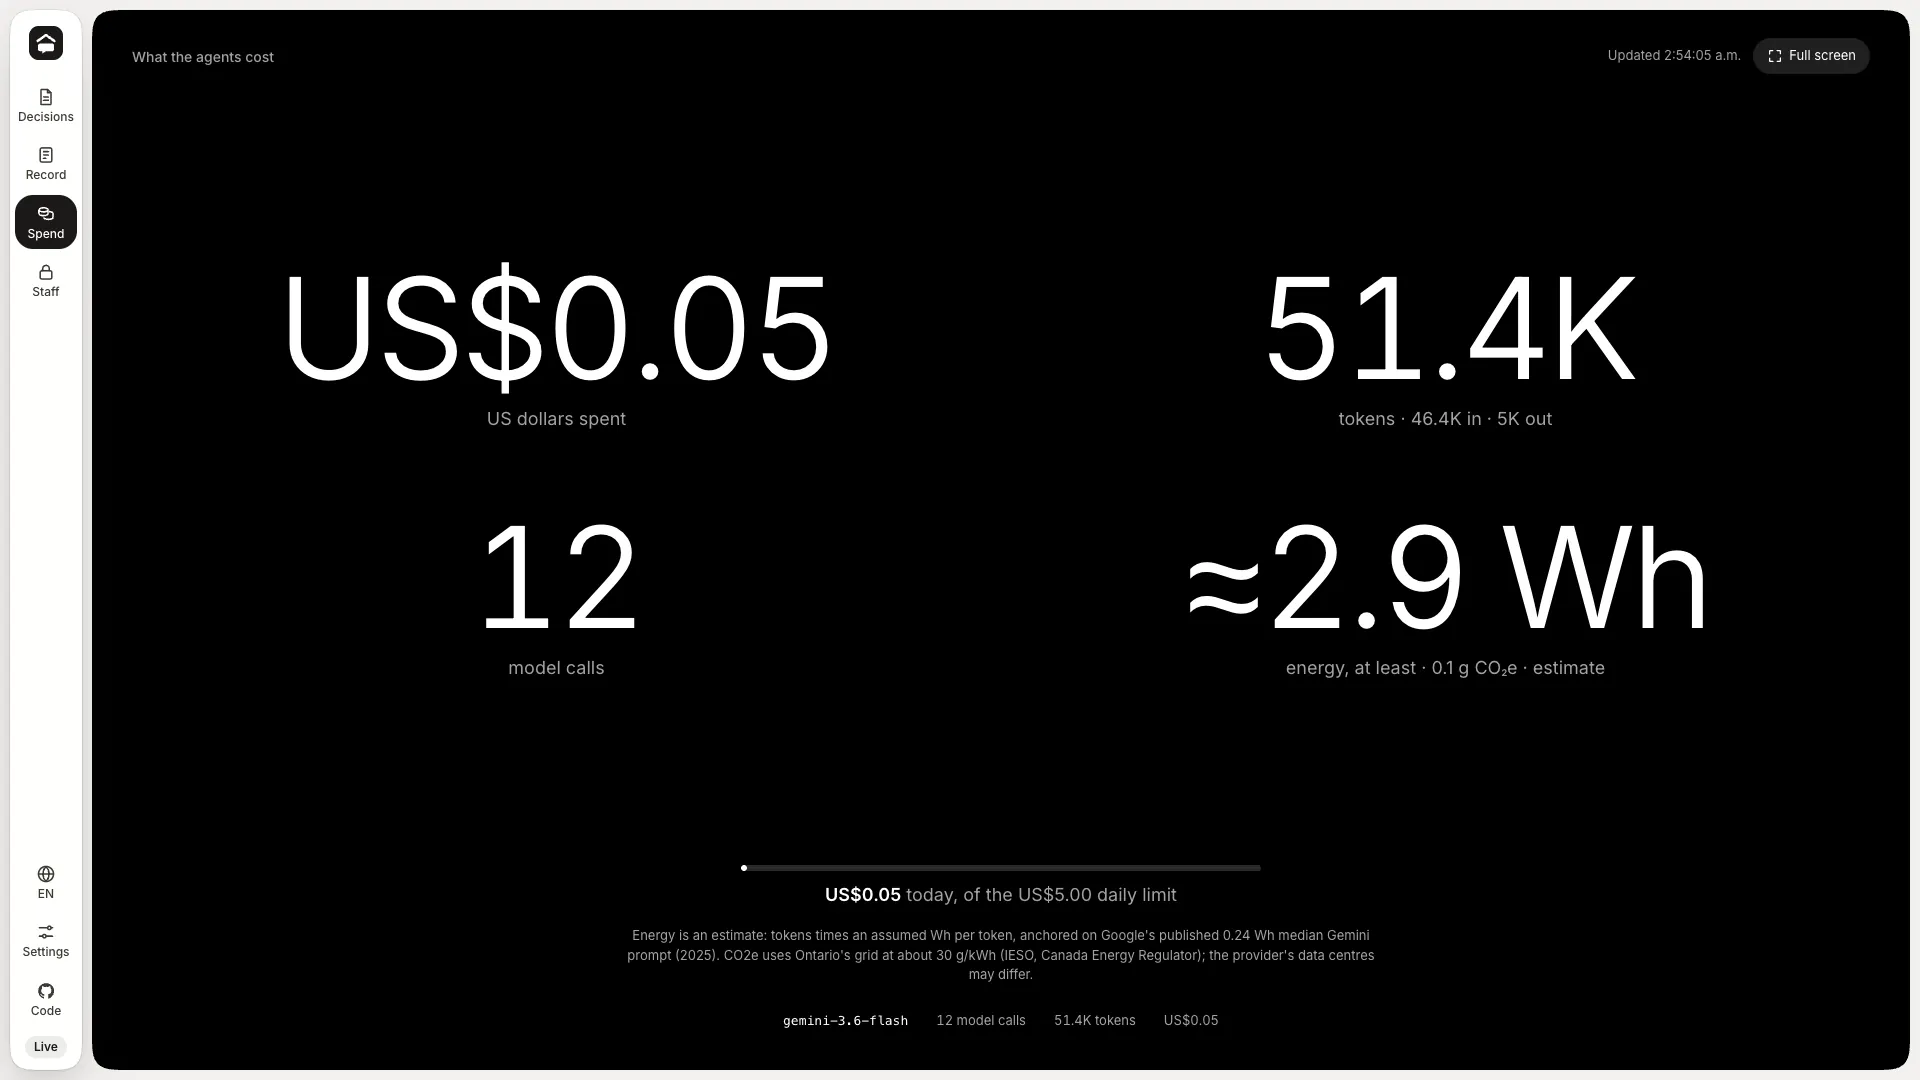 Decisions
Record
Spend
Staff
EN
Settings
Code
Live
What the agents cost
Updated 2:54:05 a.m.
Full screen
US$0.05
US dollars spent
51.4K
tokens · 46.4K in · 5K out
12
model calls
≈2.9 Wh
energy, at least · 0.1 g CO₂e · estimate
US$0.05 today, of the US$5.00 daily limit
Energy is an estimate: tokens times an assumed Wh per token, anchored on Google's published 0.24 Wh median Gemini
prompt (2025). CO2e uses Ontario's grid at about 30 g/kWh (IESO, Canada Energy Regulator); the provider's data centres
may differ.
gemini-3.6-flash 12 model calls 51.4K tokens US$0.05